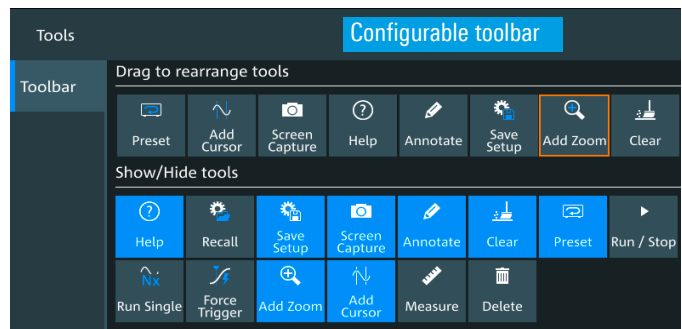 Tools
Configurable toolbar
Toolbar
Drag to rearrange tools
Preset
Add
Cursor
Screen
Capture
Help
Annotate
Save
Setup
Add Zoom
Clear
Show/Hide tools
Help
Recall
Save
Setup
Screen
Capture
Annotate
Clear
Preset
Run / Stop
Nx
Run Single
Force
Trigger
Add Zoom
Add
Cursor
Measure
Delete